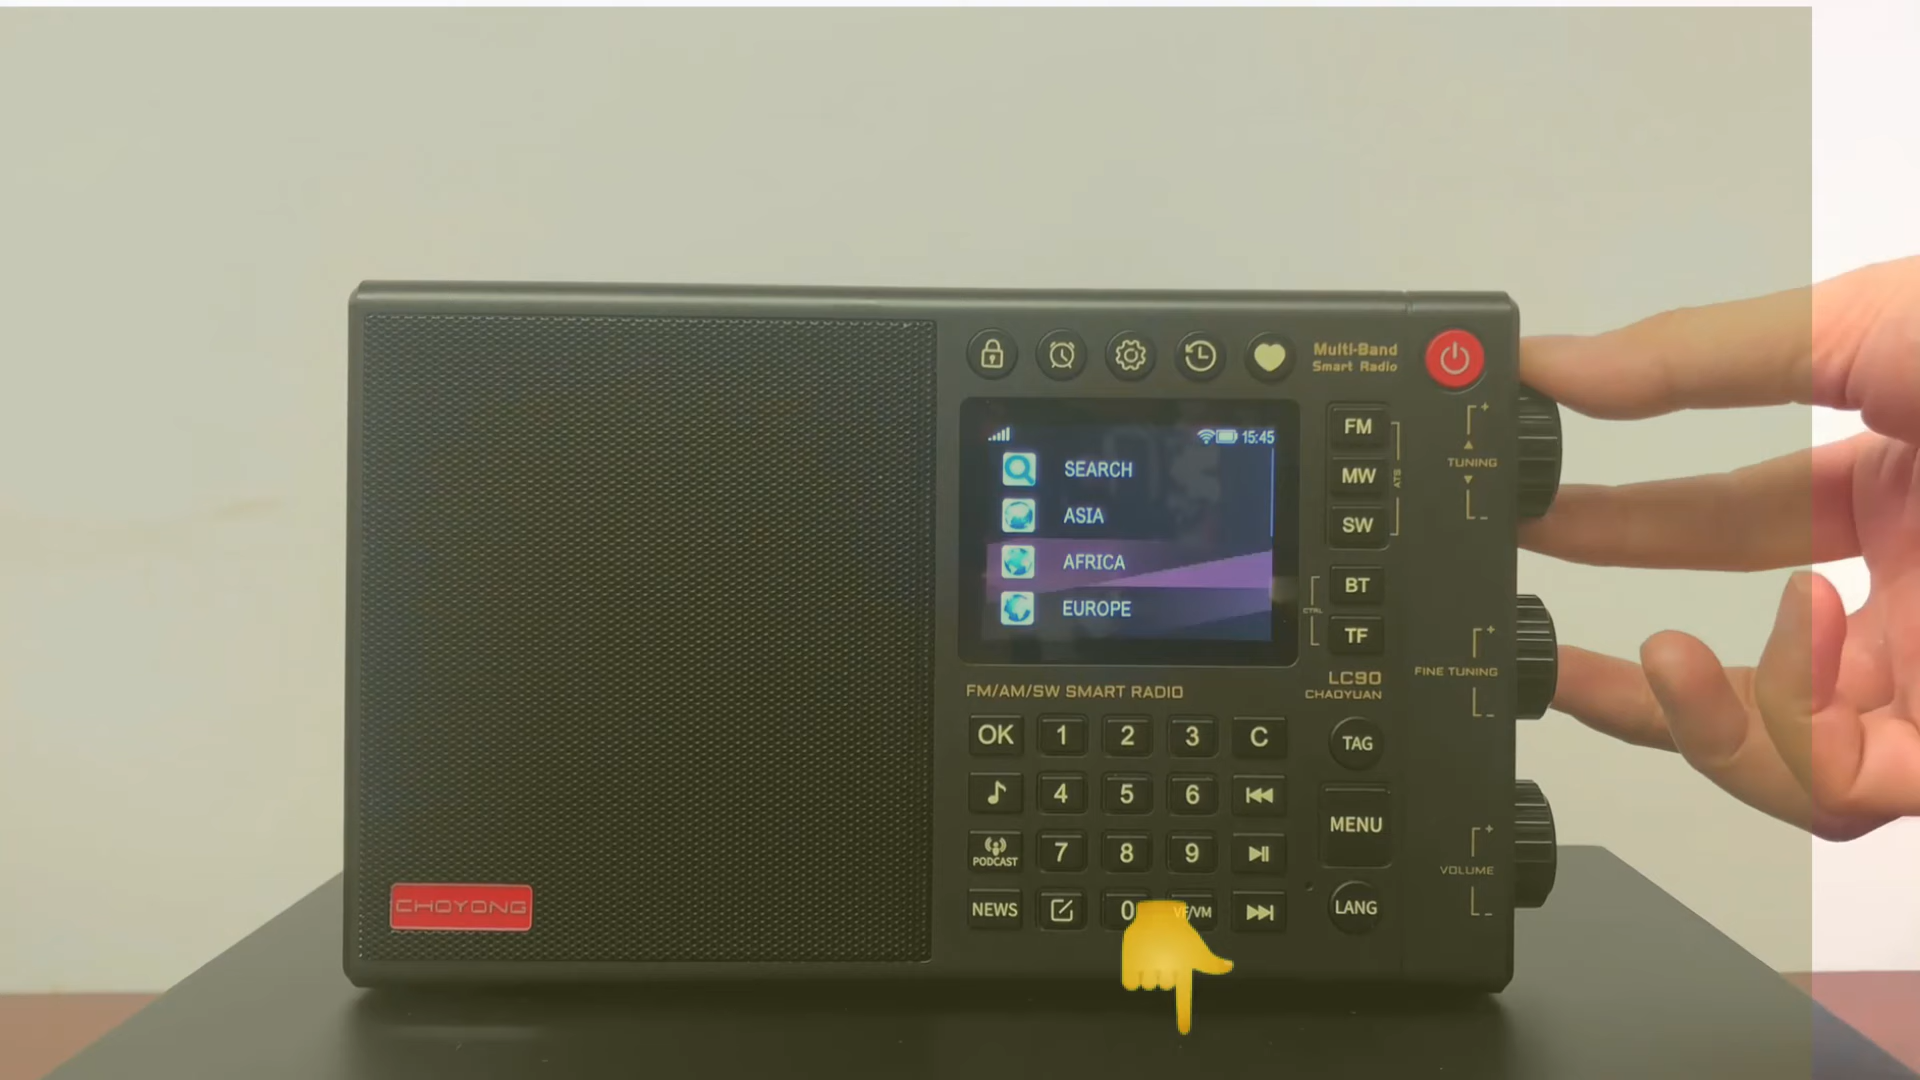 Multi-Band
Smart Radio
15:45
SEARCH
ASIA
AFRICA
EUROPE
FM
MW
SW
ATS
BT
TF
CTRL
TUNING
FINE TUNING
VOLUME
LC90
CHAOYUAN
FM/AM/SW SMART RADIO
OK 1 2 3 C
4 5 6
PODCAST 7 8 9
NEWS 0 VF/VM
TAG
MENU
LANG
CHOYONG